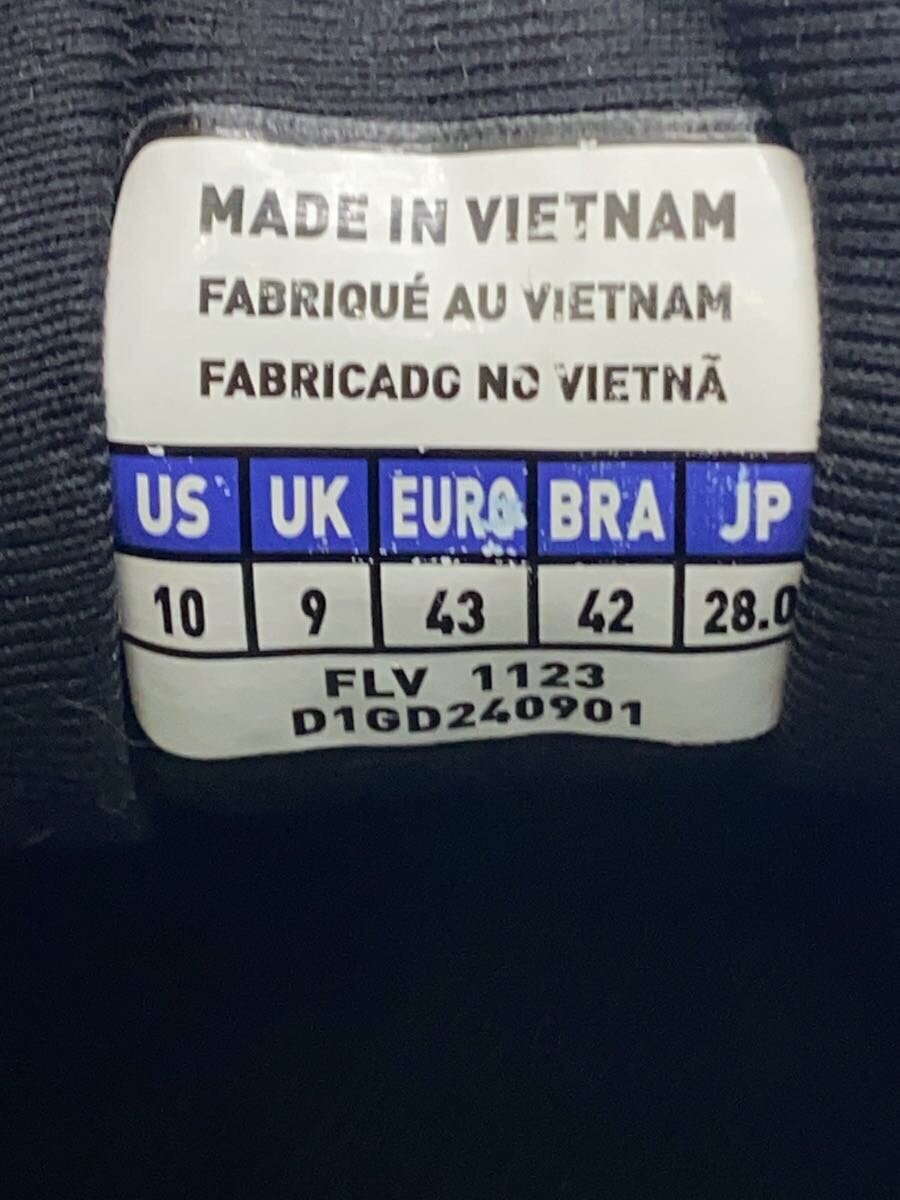 MADE IN VIETNAM
FABRIQUÉ AU VIETNAM
FABRICADO NO VIETNÃ
US UK EURO BRA JP
10 9 43 42 28.0
FLV 1123
D1GD240901